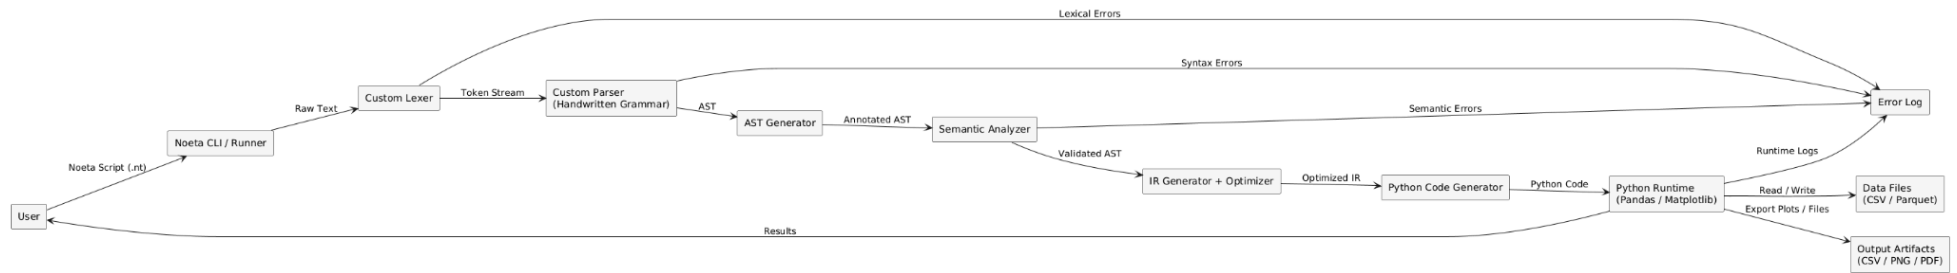 Lexical Errors
Syntax Errors
Custom Lexer
Token Stream
Custom Parser
(Handwritten Grammar)
Raw Text
AST
AST Generator
Annotated AST
Semantic Analyzer
Semantic Errors
Error Log
Noeta CLI / Runner
Noeta Script (.nt)
Validated AST
Runtime Logs
IR Generator + Optimizer
Optimized IR
Python Code Generator
Python Code
Python Runtime
(Pandas / Matplotlib)
Read / Write
Data Files
(CSV / Parquet)
Export Plots / Files
User
Results
Output Artifacts
(CSV / PNG / PDF)